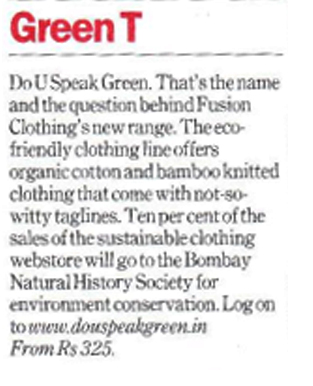 Green T
Do U Speak Green. That's the name
and the question behind Fusion
Clothing's new range. The eco-
friendly clothing line offers
organic cotton and bamboo knitted
clothing that come with not-so-
witty taglines. Ten per cent of the
sales of the sustainable clothing
webstore will go to the Bombay
Natural History Society for
environment conservation. Log on
to www.douspeakgreen.in
From Rs 325.